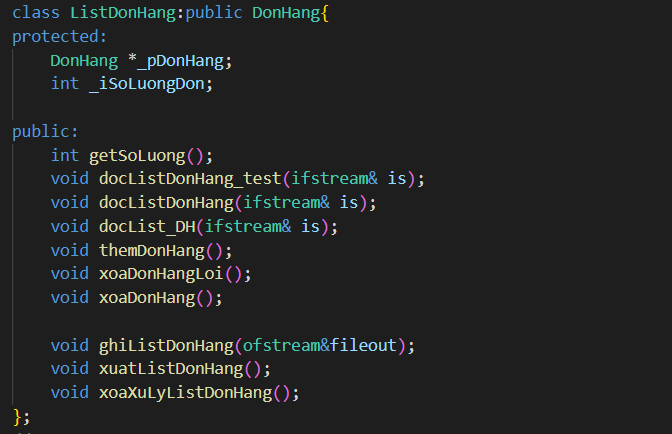 class ListDonHang:public DonHang{
protected:
    DonHang *_pDonHang;
    int _iSoLuongDon;

public:
    int getSoLuong();
    void docListDonHang_test(ifstream& is);
    void docListDonHang(ifstream& is);
    void docList_DH(ifstream& is);
    void themDonHang();
    void xoaDonHangLoi();
    void xoaDonHang();

    void ghiListDonHang(ofstream&fileout);
    void xuatListDonHang();
    void xoaXuLyListDonHang();
};